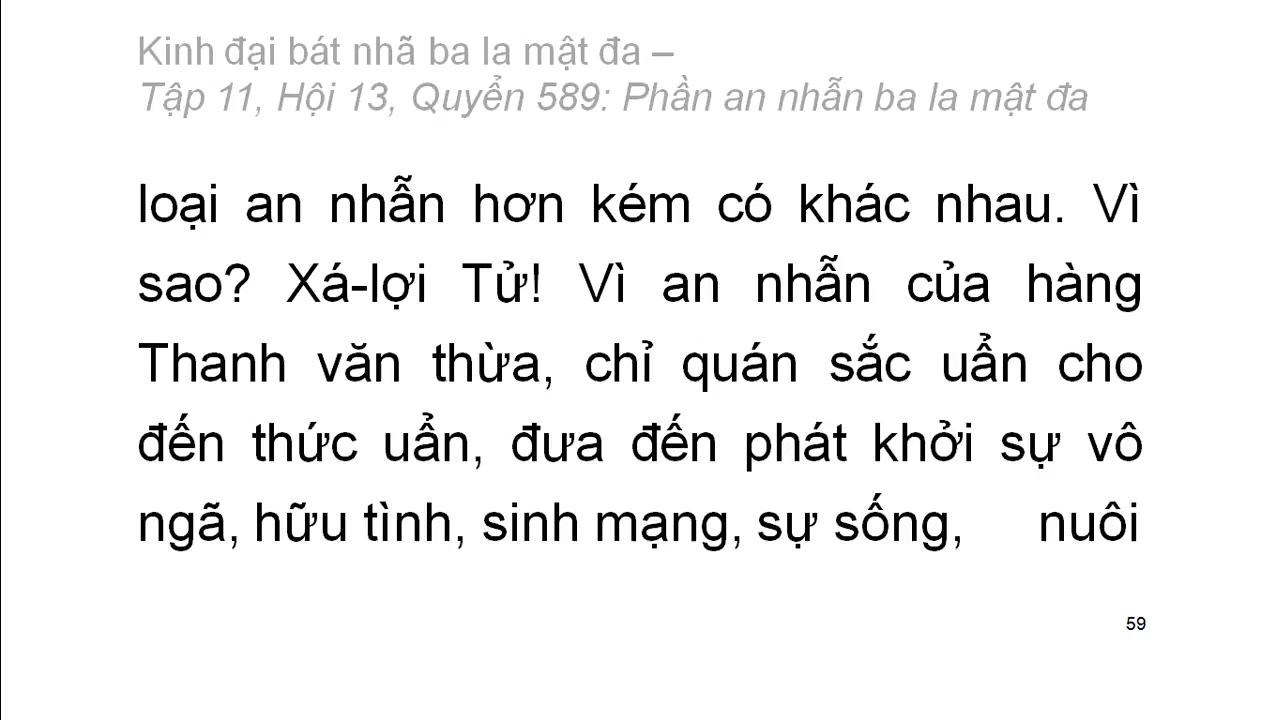 Kinh đại bát nhã ba la mật đa –
Tập 11, Hội 13, Quyển 589: Phần an nhẫn ba la mật đa
loại an nhẫn hơn kém có khác nhau. Vì
sao? Xá-lợi Tử! Vì an nhẫn của hàng
Thanh văn thừa, chỉ quán sắc uẩn cho
đến thức uẩn, đưa đến phát khởi sự vô
ngã, hữu tình, sinh mạng, sự sống, nuôi
59